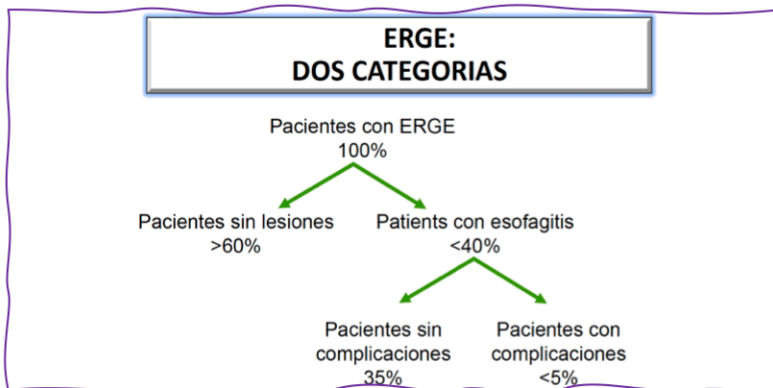 ERGE:
DOS CATEGORIAS
Pacientes con ERGE
100%
Pacientes sin lesiones
>60%
Patients con esofagitis
<40%
Pacientes sin
complicaciones
35%
Pacientes con
complicaciones
<5%